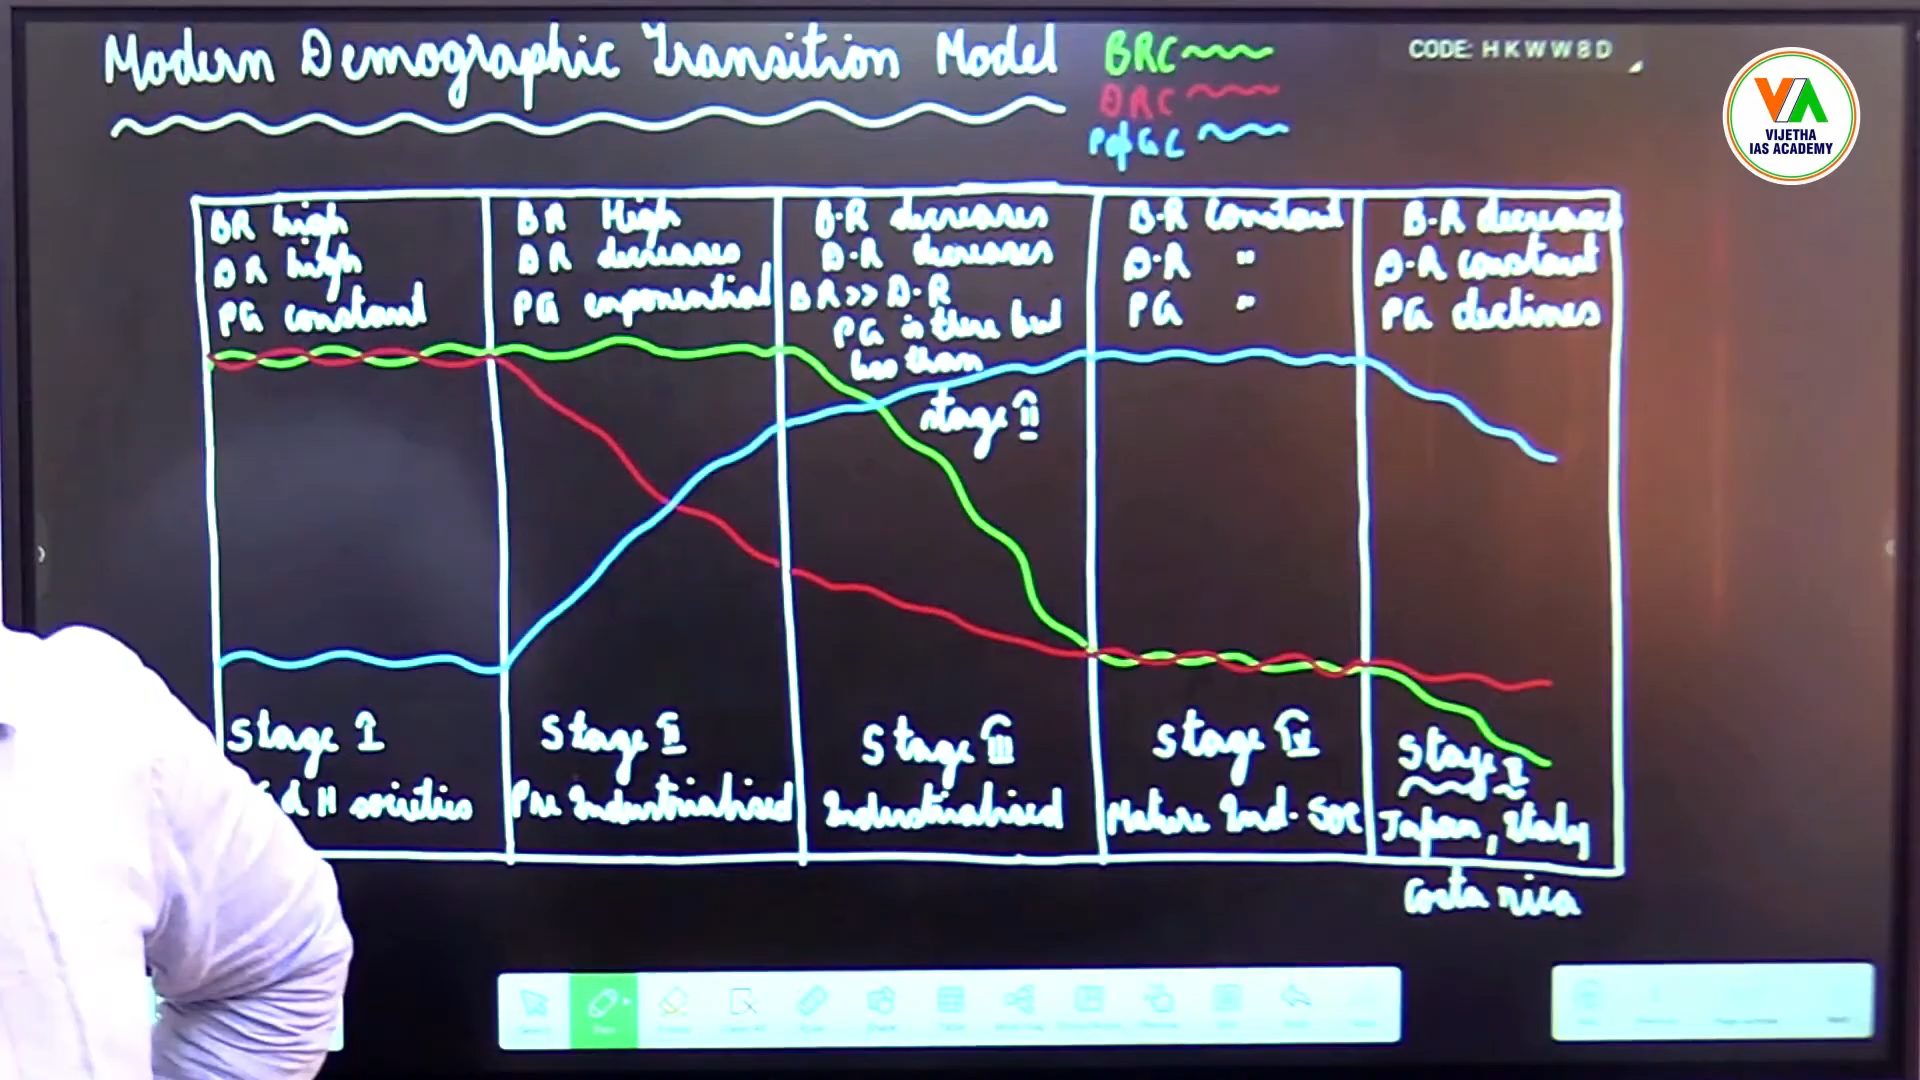 Modern Demographic Transition Model
BRC
DRC
PopGC
CODE: HKWW8D
VA
VIJETHA
IAS ACADEMY
BR high
DR high
PG constant
BR High
DR decreases
PG exponential
B.R decreases
D.R decreases
BR >> D.R
PG is there but
less than
stage II
B.R Constant
D.R "
PG "
B.R decreases
D.R constant
PG declines
Stage I
& H societies
Stage II
Pre Industrialised
Stage III
Industrialised
Stage IV
Mature Ind. Soc
Stage V
Japan, Italy
Costa rica